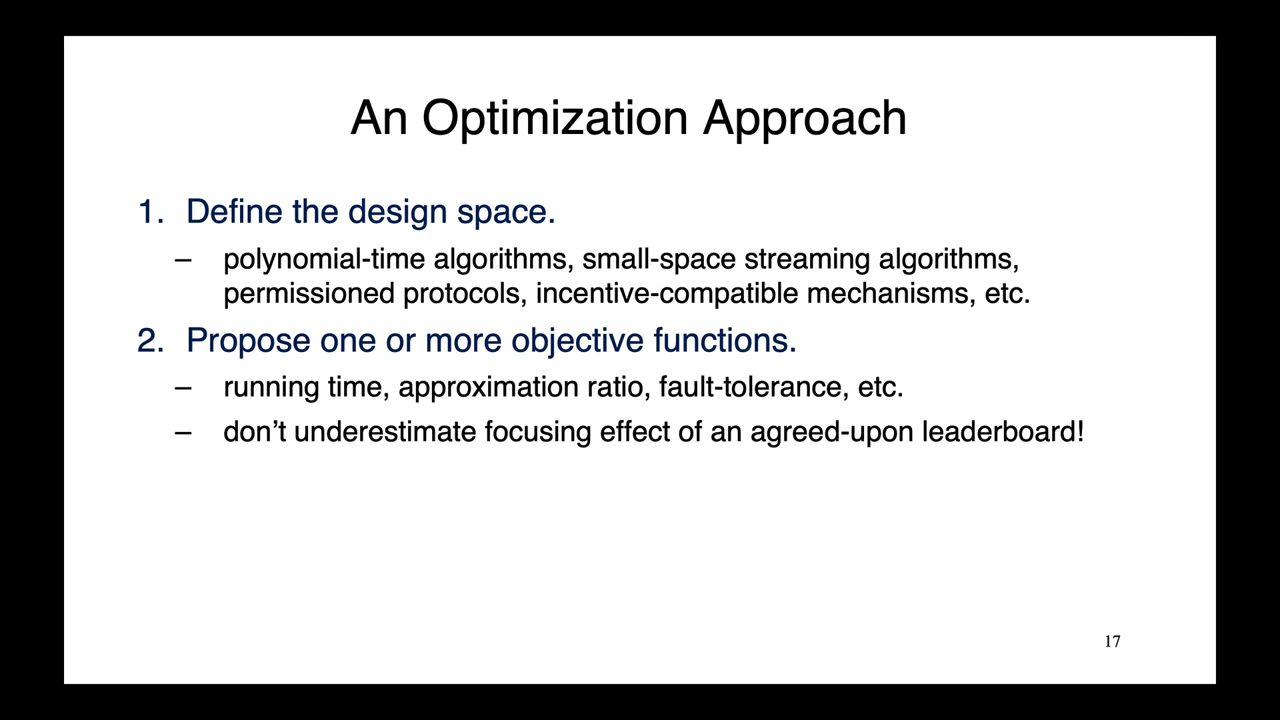 An Optimization Approach
1. Define the design space.
– polynomial-time algorithms, small-space streaming algorithms,
permissioned protocols, incentive-compatible mechanisms, etc.
2. Propose one or more objective functions.
– running time, approximation ratio, fault-tolerance, etc.
– don’t underestimate focusing effect of an agreed-upon leaderboard!
17